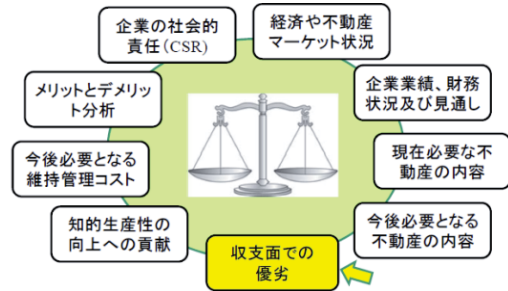 企業の社会的
責任(CSR)
経済や不動産
マーケット状況
メリットとデメリッ
ト分析
企業業績、財務
状況及び見通し
今後必要となる
維持管理コスト
現在必要な不
動産の内容
知的生産性の
向上への貢献
今後必要となる
不動産の内容
収支面での
優劣